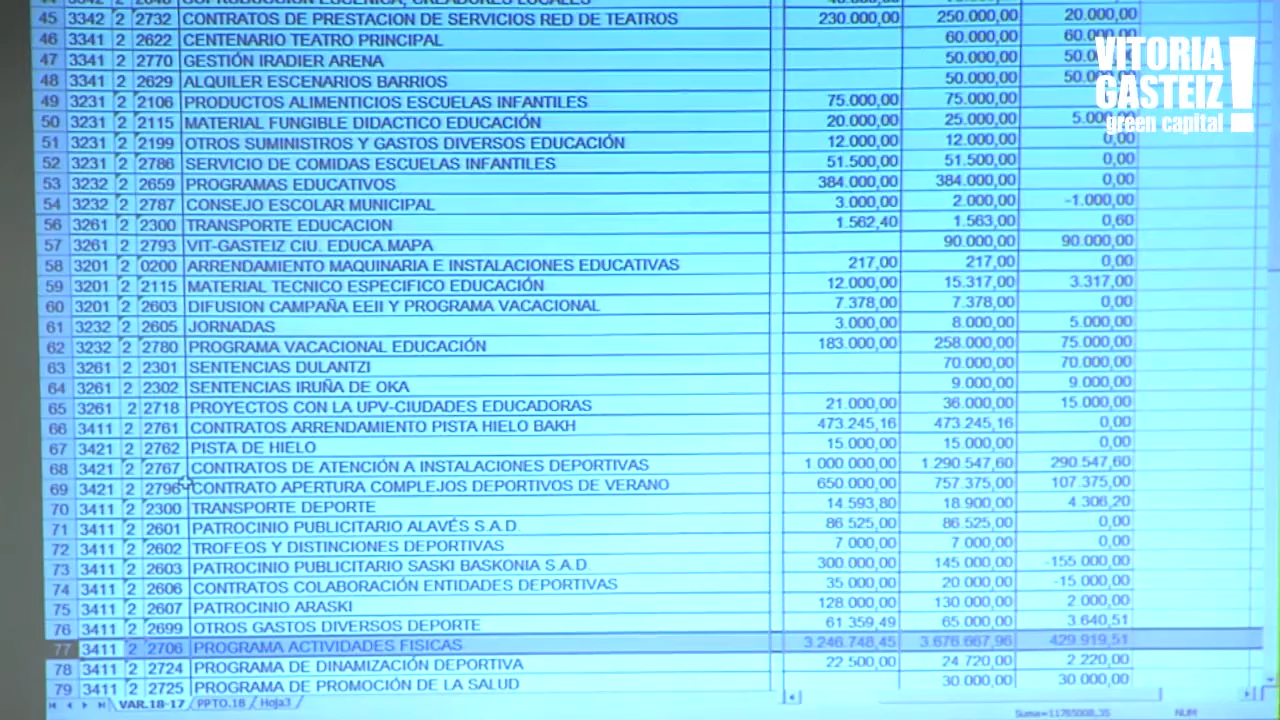 45 3342 2 2732 CONTRATOS DE PRESTACION DE SERVICIOS RED DE TEATROS 230.000,00 250.000,00 20.000,00
46 3341 2 2622 CENTENARIO TEATRO PRINCIPAL 60.000,00 60.000,00
47 3341 2 2770 GESTIÓN IRADIER ARENA 50.000,00
48 3341 2 2629 ALQUILER ESCENARIOS BARRIOS 50.000,00
VITORIA
GASTEIZ
green capital
49 3231 2 2106 PRODUCTOS ALIMENTICIOS ESCUELAS INFANTILES 75.000,00 75.000,00
50 3231 2 2115 MATERIAL FUNGIBLE DIDACTICO EDUCACIÓN 20.000,00 25.000,00
51 3231 2 2199 OTROS SUMINISTROS Y GASTOS DIVERSOS EDUCACIÓN 12.000,00 12.000,00 0,00
52 3231 2 2786 SERVICIO DE COMIDAS ESCUELAS INFANTILES 51.500,00 51.500,00 0,00
53 3232 2 2659 PROGRAMAS EDUCATIVOS 384.000,00 384.000,00 0,00
54 3232 2 2787 CONSEJO ESCOLAR MUNICIPAL 3.000,00 2.000,00 -1.000,00
56 3261 2 2300 TRANSPORTE EDUCACION 1.562,40 1.563,00 0,60
57 3261 2 2793 VIT-GASTEIZ CIU. EDUCA.MAPA 90.000,00 90.000,00
58 3201 2 0200 ARRENDAMIENTO MAQUINARIA E INSTALACIONES EDUCATIVAS 217,00 217,00 0,00
59 3201 2 2115 MATERIAL TECNICO ESPECIFICO EDUCACIÓN 12.000,00 15.317,00 3.317,00
60 3201 2 2603 DIFUSION CAMPAÑA EEII Y PROGRAMA VACACIONAL 7.378,00 7.378,00 0,00
61 3232 2 2605 JORNADAS 3.000,00 8.000,00 5.000,00
62 3232 2 2780 PROGRAMA VACACIONAL EDUCACIÓN 183.000,00 258.000,00 75.000,00
63 3261 2 2301 SENTENCIAS DULANTZI 70.000,00 70.000,00
64 3261 2 2302 SENTENCIAS IRUÑA DE OKA 9.000,00 9.000,00
65 3261 2 2718 PROYECTOS CON LA UPV-CIUDADES EDUCADORAS 21.000,00 36.000,00 15.000,00
66 3411 2 2761 CONTRATOS ARRENDAMIENTO PISTA HIELO BAKH 473.245,16 473.245,16 0,00
67 3421 2 2762 PISTA DE HIELO 15.000,00 15.000,00 0,00
68 3421 2 2767 CONTRATOS DE ATENCIÓN A INSTALACIONES DEPORTIVAS 1.000.000,00 1.290.547,60 290.547,60
69 3421 2 2796 CONTRATO APERTURA COMPLEJOS DEPORTIVOS DE VERANO 650.000,00 757.375,00 107.375,00
70 3411 2 2300 TRANSPORTE DEPORTE 14.593,80 18.900,00 4.306,20
71 3411 2 2601 PATROCINIO PUBLICITARIO ALAVÉS S.A.D. 86.525,00 86.525,00 0,00
72 3411 2 2602 TROFEOS Y DISTINCIONES DEPORTIVAS 7.000,00 7.000,00 0,00
73 3411 2 2603 PATROCINIO PUBLICITARIO SASKI BASKONIA S.A.D. 300.000,00 145.000,00 -155.000,00
74 3411 2 2606 CONTRATOS COLABORACIÓN ENTIDADES DEPORTIVAS 35.000,00 20.000,00 -15.000,00
75 3411 2 2607 PATROCINIO ARASKI 128.000,00 130.000,00 2.000,00
76 3411 2 2699 OTROS GASTOS DIVERSOS DEPORTE 61.359,49 65.000,00 3.640,51
77 3411 2 2706 PROGRAMA ACTIVIDADES FISICAS 3.246.748,45 3.676.667,96 429.919,51
78 3411 2 2724 PROGRAMA DE DINAMIZACIÓN DEPORTIVA 22.500,00 24.720,00 2.220,00
79 3411 2 2725 PROGRAMA DE PROMOCIÓN DE LA SALUD 30.000,00 30.000,00
VAR.18-17 PPTO.18 Hoja3
Suma=11785008,35 NUM